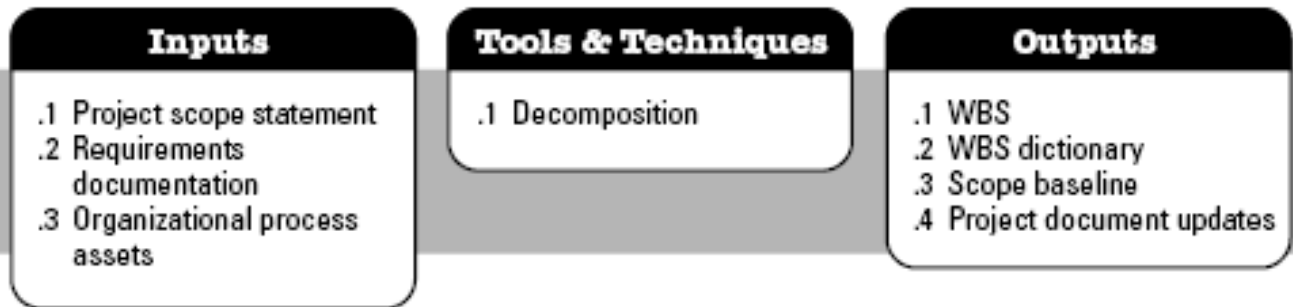 Inputs
.1 Project scope statement
.2 Requirements
documentation
.3 Organizational process
assets
Tools & Techniques
.1 Decomposition
Outputs
.1 WBS
.2 WBS dictionary
.3 Scope baseline
.4 Project document updates